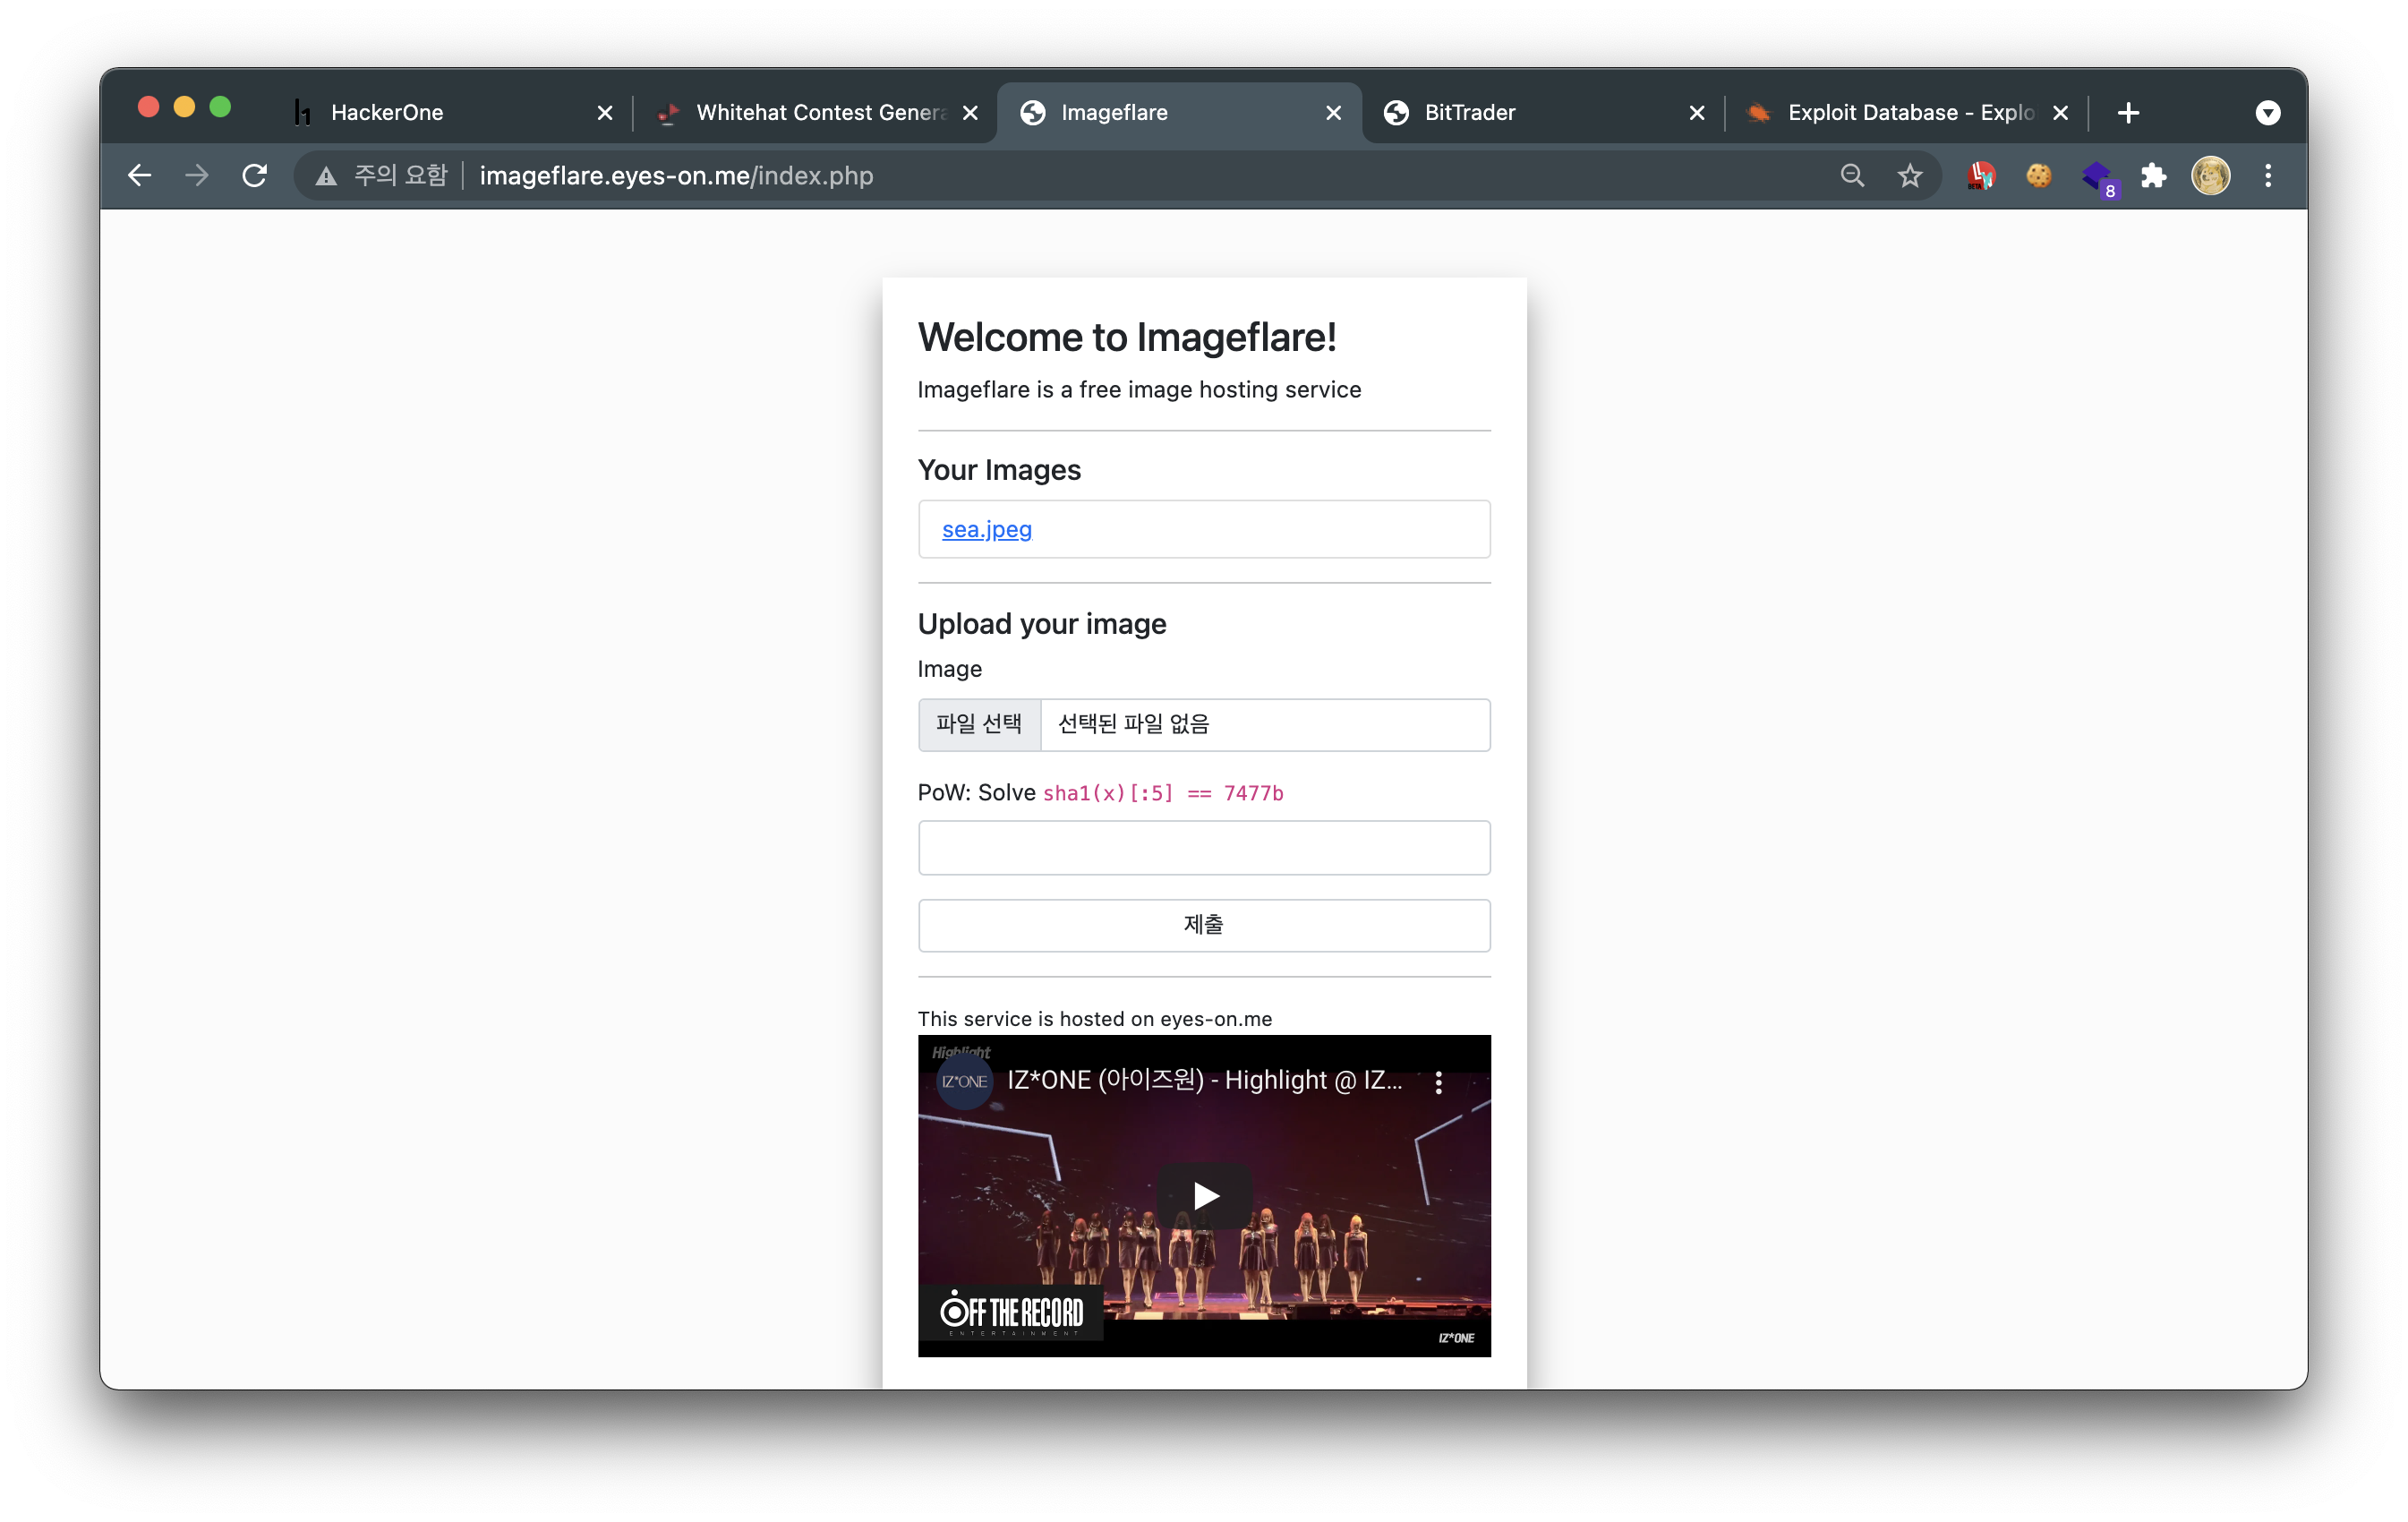 HackerOne
Whitehat Contest Genera
Imageflare
BitTrader
Exploit Database - Explo
주의 요함
imageflare.eyes-on.me/index.php
8
Welcome to Imageflare!
Imageflare is a free image hosting service
Your Images
sea.jpeg
Upload your image
Image
파일 선택 선택된 파일 없음
PoW: Solve sha1(x)[:5] == 7477b
제출
This service is hosted on eyes-on.me
Highlight
IZ*ONE
IZ*ONE (아이즈원) - Highlight @ IZ...
OFF THE RECORD
ENTERTAINMENT
IZ*ONE